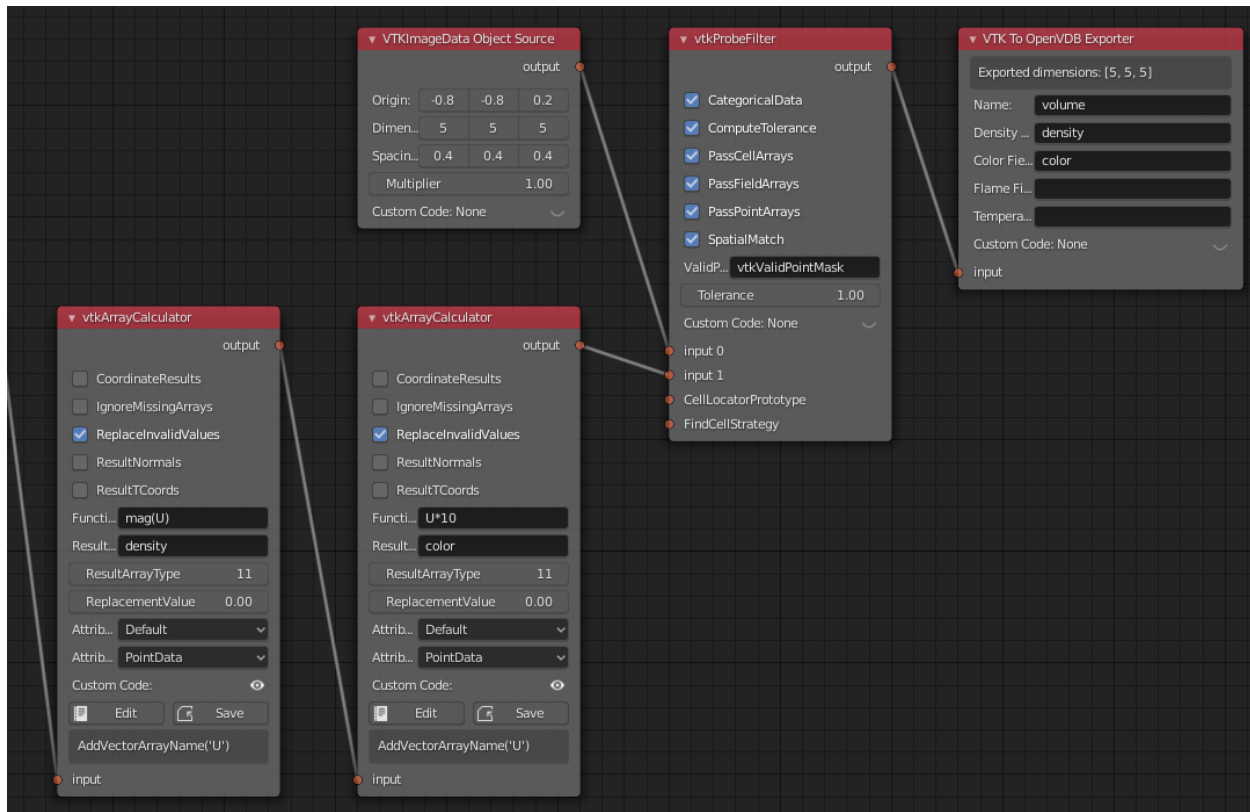 VTKImageData Object Source
output
Origin: -0.8 -0.8 0.2
Dimen... 5 5 5
Spacin... 0.4 0.4 0.4
Multiplier 1.00
Custom Code: None
vtkProbeFilter
output
CategoricalData
ComputeTolerance
PassCellArrays
PassFieldArrays
PassPointArrays
SpatialMatch
ValidP... vtkValidPointMask
Tolerance 1.00
Custom Code: None
input 0
input 1
CellLocatorPrototype
FindCellStrategy
VTK To OpenVDB Exporter
Exported dimensions: [5, 5, 5]
Name: volume
Density ... density
Color Fie... color
Flame Fi...
Tempera...
Custom Code: None
input
vtkArrayCalculator
output
CoordinateResults
IgnoreMissingArrays
ReplaceInvalidValues
ResultNormals
ResultTCoords
Functi... mag(U)
Result... density
ResultArrayType 11
ReplacementValue 0.00
Attrib... Default
Attrib... PointData
Custom Code:
Edit Save
AddVectorArrayName('U')
input
vtkArrayCalculator
output
CoordinateResults
IgnoreMissingArrays
ReplaceInvalidValues
ResultNormals
ResultTCoords
Functi... U*10
Result... color
ResultArrayType 11
ReplacementValue 0.00
Attrib... Default
Attrib... PointData
Custom Code:
Edit Save
AddVectorArrayName('U')
input